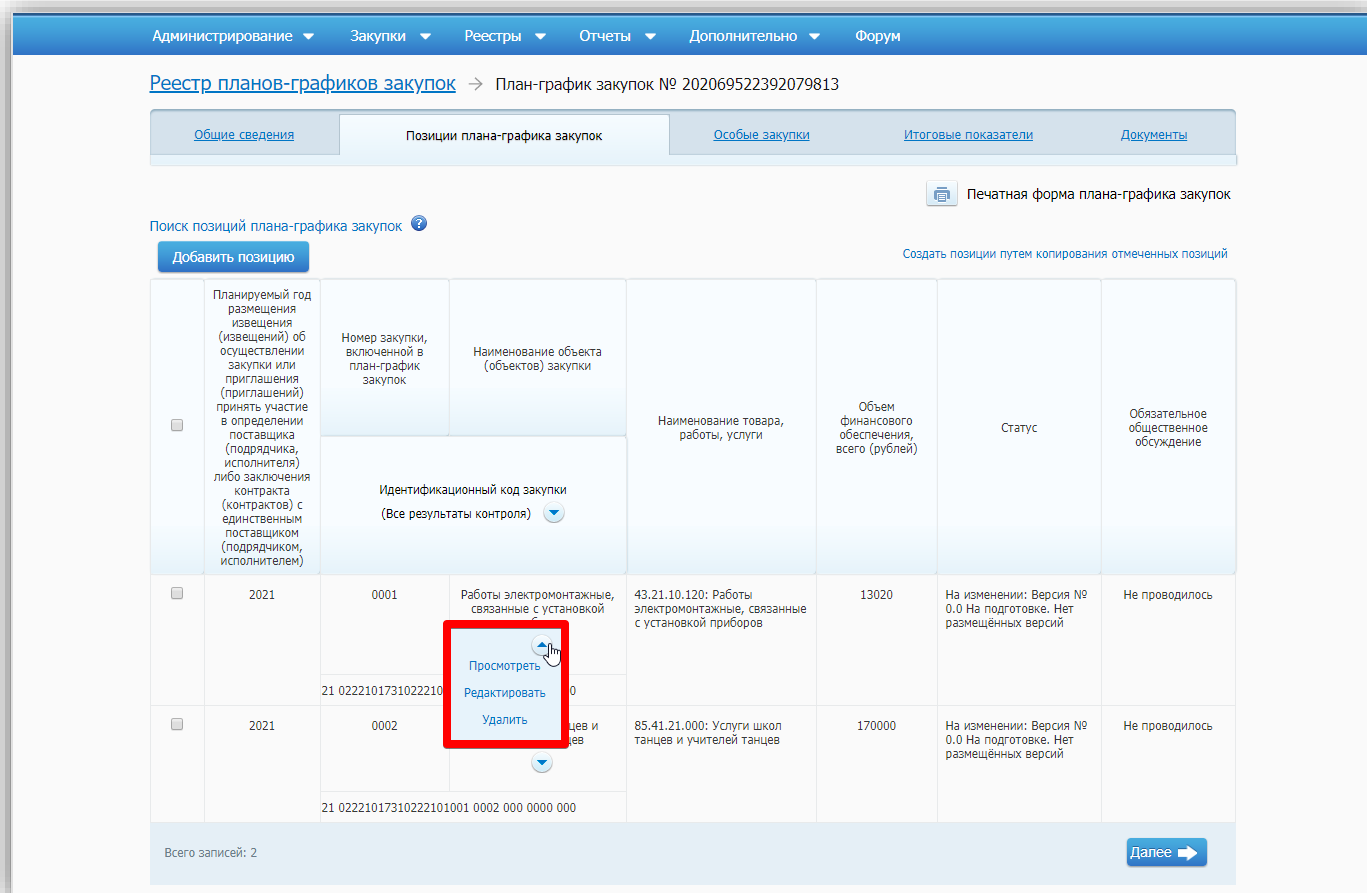 Администрирование Закупки Реестры Отчеты Дополнительно Форум
Реестр планов-графиков закупок → План-график закупок № 202069522392079813
Общие сведения Позиции плана-графика закупок Особые закупки Итоговые показатели Документы
Печатная форма плана-графика закупок
Поиск позиций плана-графика закупок ?
Добавить позицию
Создать позиции путем копирования отмеченных позиций
Планируемый год
размещения
извещения
(извещений) об
осуществлении
закупки или
приглашения
(приглашений)
принять участие
в определении
поставщика
(подрядчика,
исполнителя)
либо заключения
контракта
(контрактов) с
единственным
поставщиком
(подрядчиком,
исполнителем)
Номер закупки,
включенной в
план-график
закупок
Наименование объекта
(объектов) закупки
Идентификационный код закупки
(Все результаты контроля)
Наименование товара,
работы, услуги
Объем
финансового
обеспечения,
всего (рублей)
Статус
Обязательное
общественное
обсуждение
2021
0001
Работы электромонтажные,
связанные с установкой
43.21.10.120: Работы
электромонтажные, связанные
с установкой приборов
13020
На изменении: Версия №
0.0 На подготовке. Нет
размещённых версий
Не проводилось
Просмотреть
Редактировать
Удалить
2021
0002
85.41.21.000: Услуги школ
танцев и учителей танцев
170000
На изменении: Версия №
0.0 На подготовке. Нет
размещённых версий
Не проводилось
21 02221017310222101001 0002 000 0000 000
Всего записей: 2
Далее